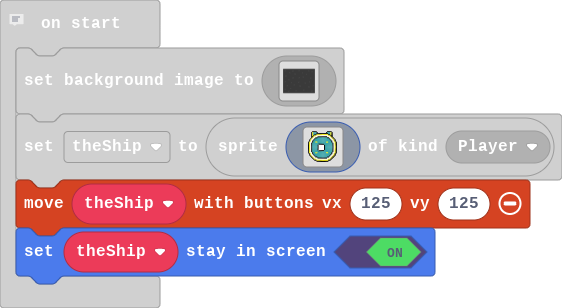 on start
set background image to
set theShip to sprite of kind Player
move theShip with buttons vx 125 vy 125
set theShip stay in screen ON